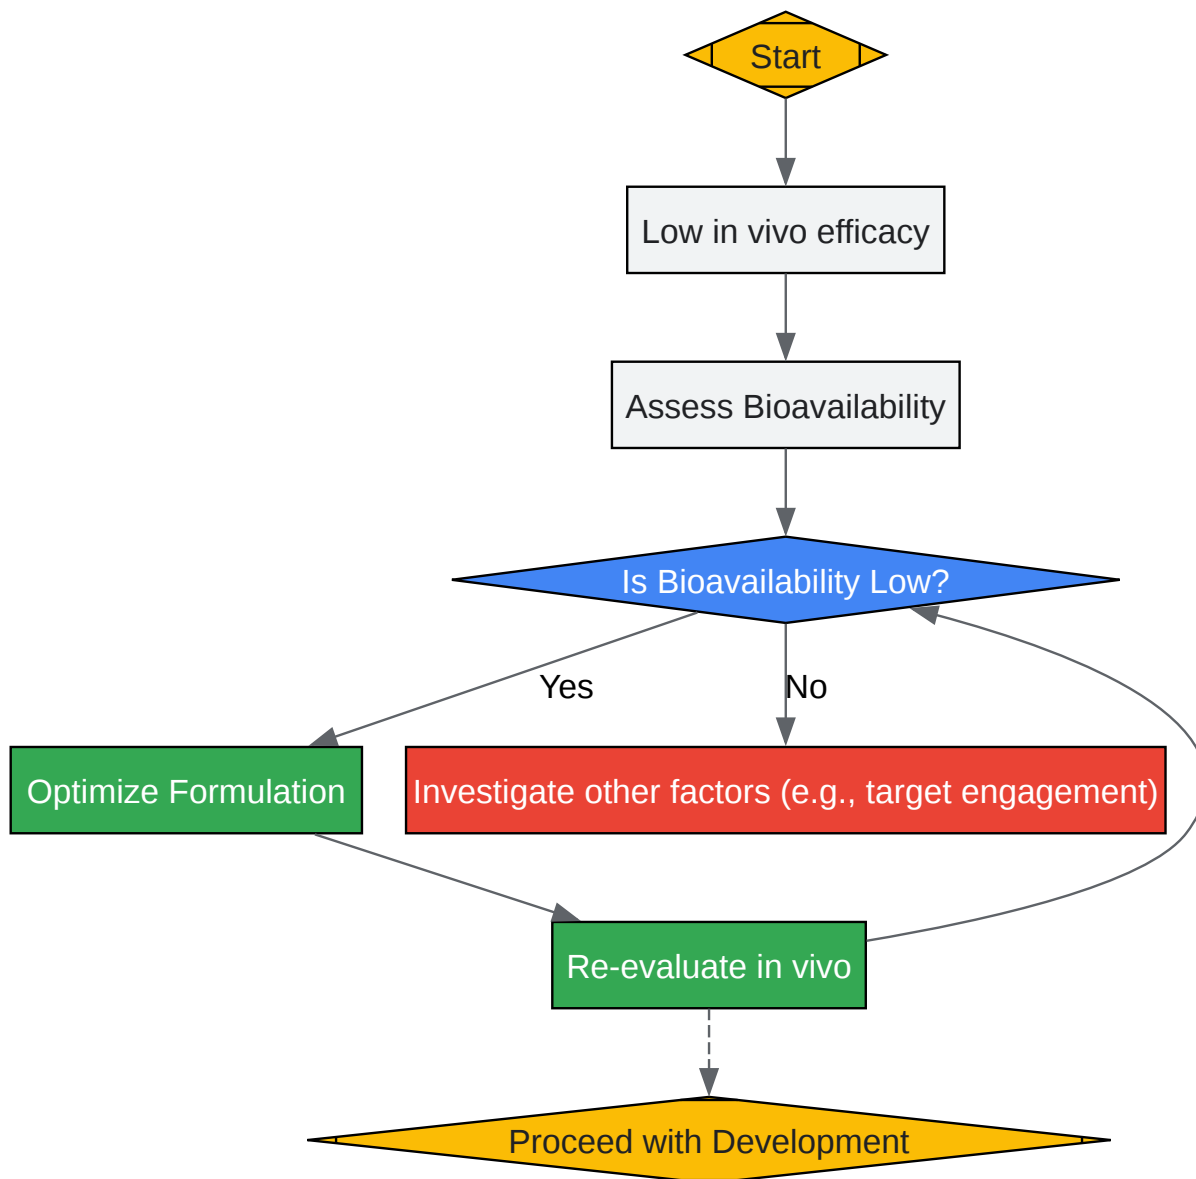 Start
Low in vivo efficacy
Assess Bioavailability
Is Bioavailability Low?
Yes
No
Optimize Formulation
Investigate other factors (e.g., target engagement)
Re-evaluate in vivo
Proceed with Development